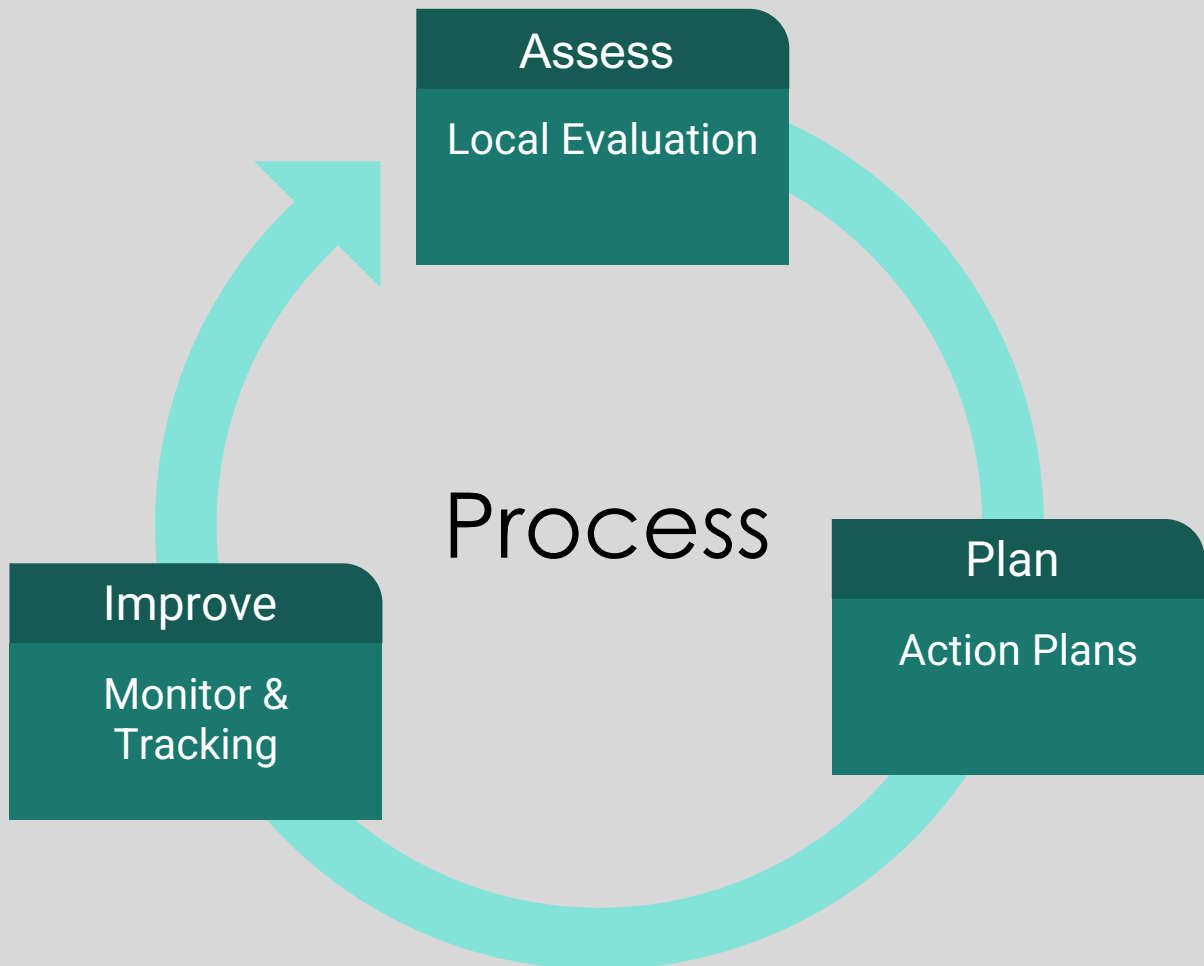 Assess
Local Evaluation
Process
Plan
Action Plans
Improve
Monitor &
Tracking